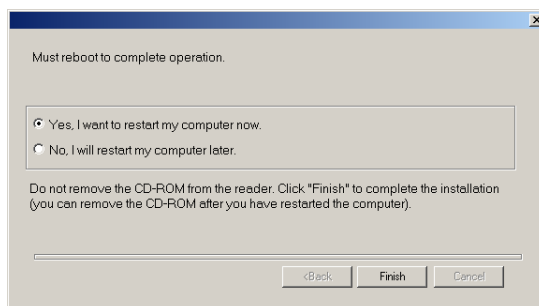 Must reboot to complete operation.
Yes, I want to restart my computer now.
No, I will restart my computer later.
Do not remove the CD-ROM from the reader. Click "Finish" to complete the installation
(you can remove the CD-ROM after you have restarted the computer).
<Back
Finish
Cancel